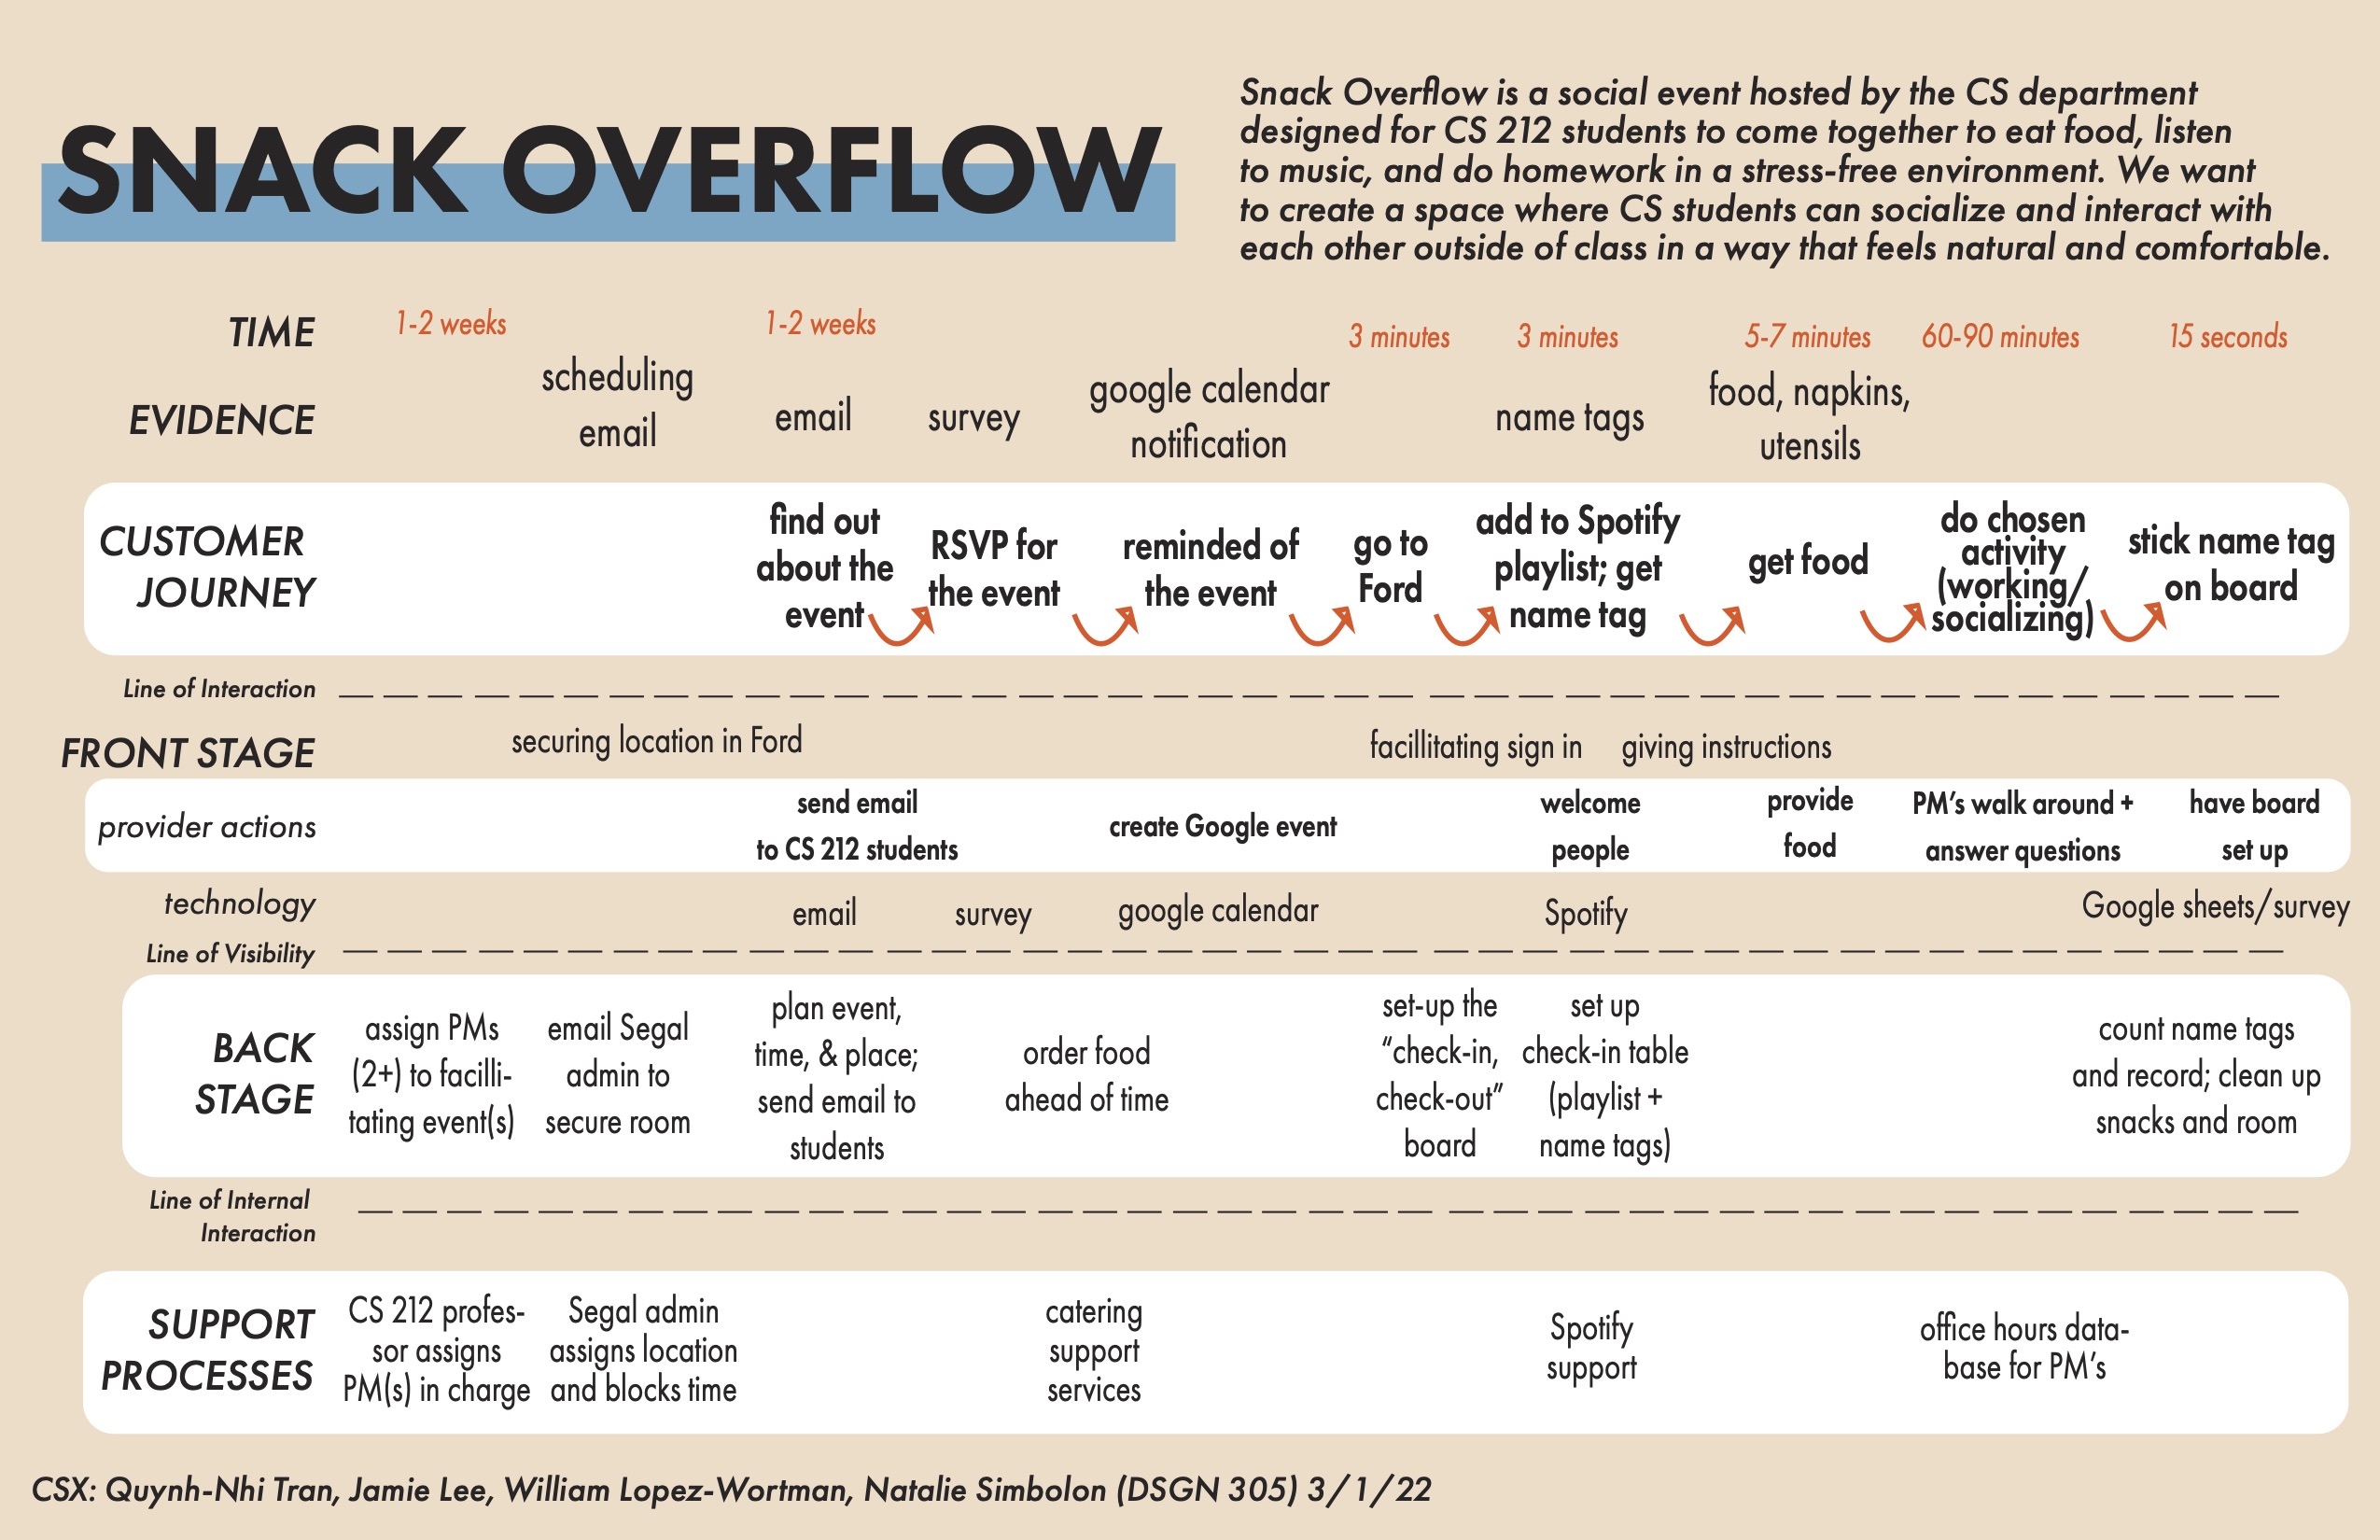 SNACK OVERFLOW
Snack Overflow is a social event hosted by the CS department
designed for CS 212 students to come together to eat food, listen
to music, and do homework in a stress-free environment. We want
to create a space where CS students can socialize and interact with
each other outside of class in a way that feels natural and comfortable.
TIME
1-2 weeks
1-2 weeks
3 minutes
3 minutes
5-7 minutes
60-90 minutes
15 seconds
EVIDENCE
scheduling
email
email
survey
google calendar
notification
name tags
food, napkins,
utensils
CUSTOMER
JOURNEY
find out
about the
event
RSVP for
the event
reminded of
the event
go to
Ford
add to Spotify
playlist; get
name tag
get food
do chosen
activity
(working/
socializing)
stick name tag
on board
Line of Interaction
FRONT STAGE
securing location in Ford
facillitating sign in
giving instructions
provider actions
send email
to CS 212 students
create Google event
welcome
people
provide
food
PM's walk around +
answer questions
have board
set up
technology
email
survey
google calendar
Spotify
Google sheets/survey
Line of Visibility
BACK
STAGE
assign PMs
(2+) to facilli-
tating event(s)
email Segal
admin to
secure room
plan event,
time, & place;
send email to
students
order food
ahead of time
set-up the
"check-in,
check-out"
board
set up
check-in table
(playlist +
name tags)
count name tags
and record; clean up
snacks and room
Line of Internal
Interaction
SUPPORT
PROCESSES
CS 212 profes-
sor assigns
PM(s) in charge
Segal admin
assigns location
and blocks time
catering
support
services
Spotify
support
office hours data-
base for PM's
CSX: Quynh-Nhi Tran, Jamie Lee, William Lopez-Wortman, Natalie Simbolon (DSGN 305) 3/1/22